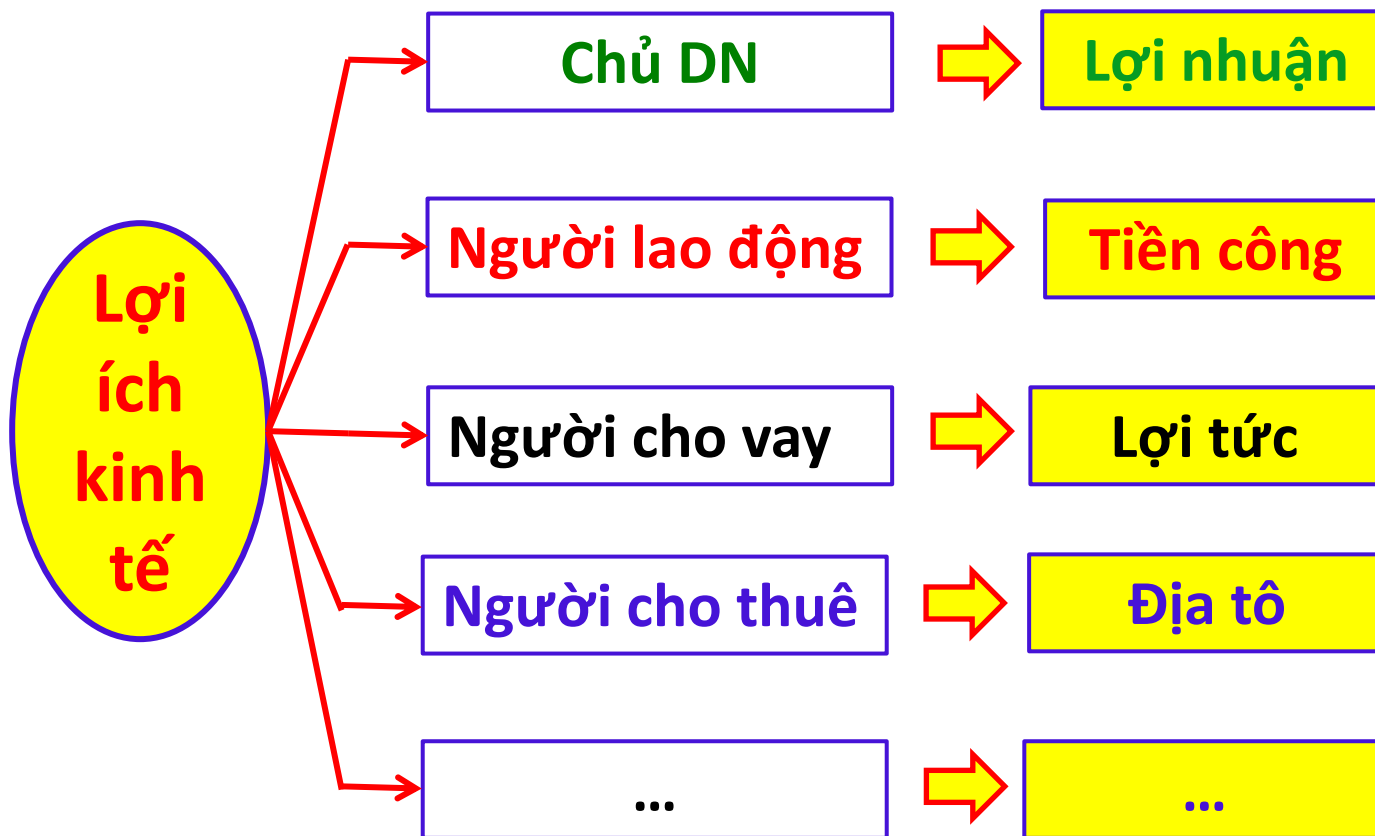 Lợi
ích
kinh
tế
Chủ DN
Lợi nhuận
Người lao động
Tiền công
Người cho vay
Lợi tức
Người cho thuê
Địa tô
...
...